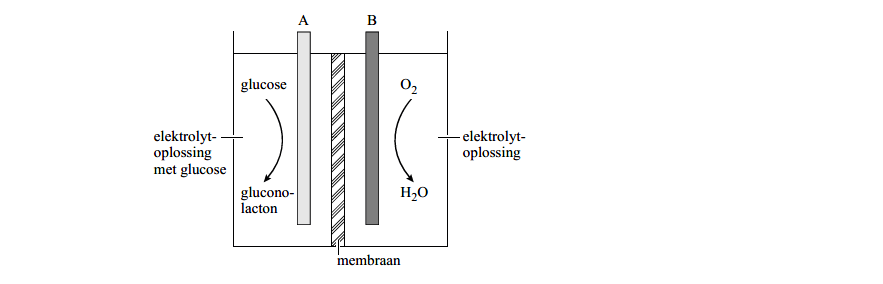 A
B
glucose
O₂
elektrolyt-
oplossing
met glucose
elektrolyt-
oplossing
glucono-
lacton
H₂O
membraan